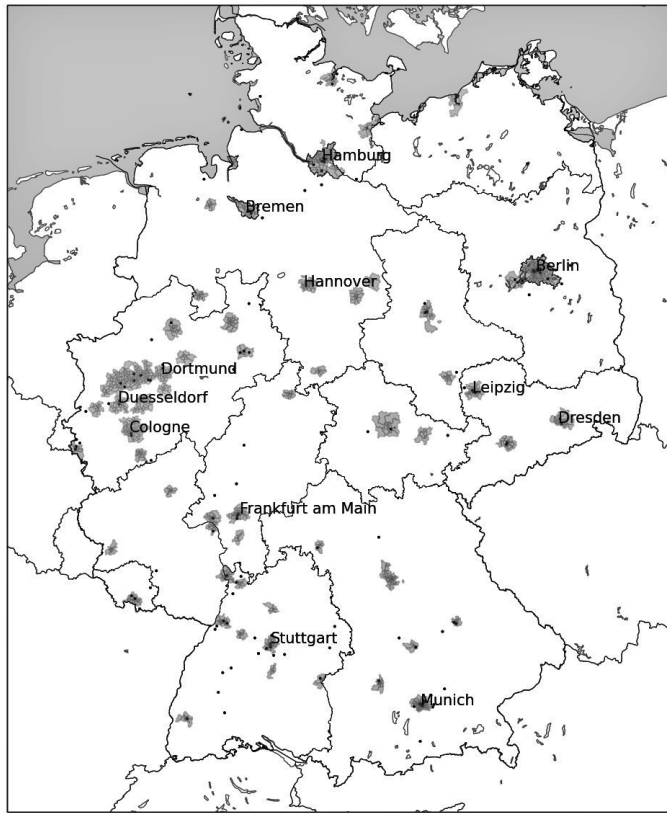 Hamburg
Bremen
Berlin
Hannover
Dortmund
Leipzig
Duesseldorf
Dresden
Cologne
Frankfurt am Main
Stuttgart
Munich